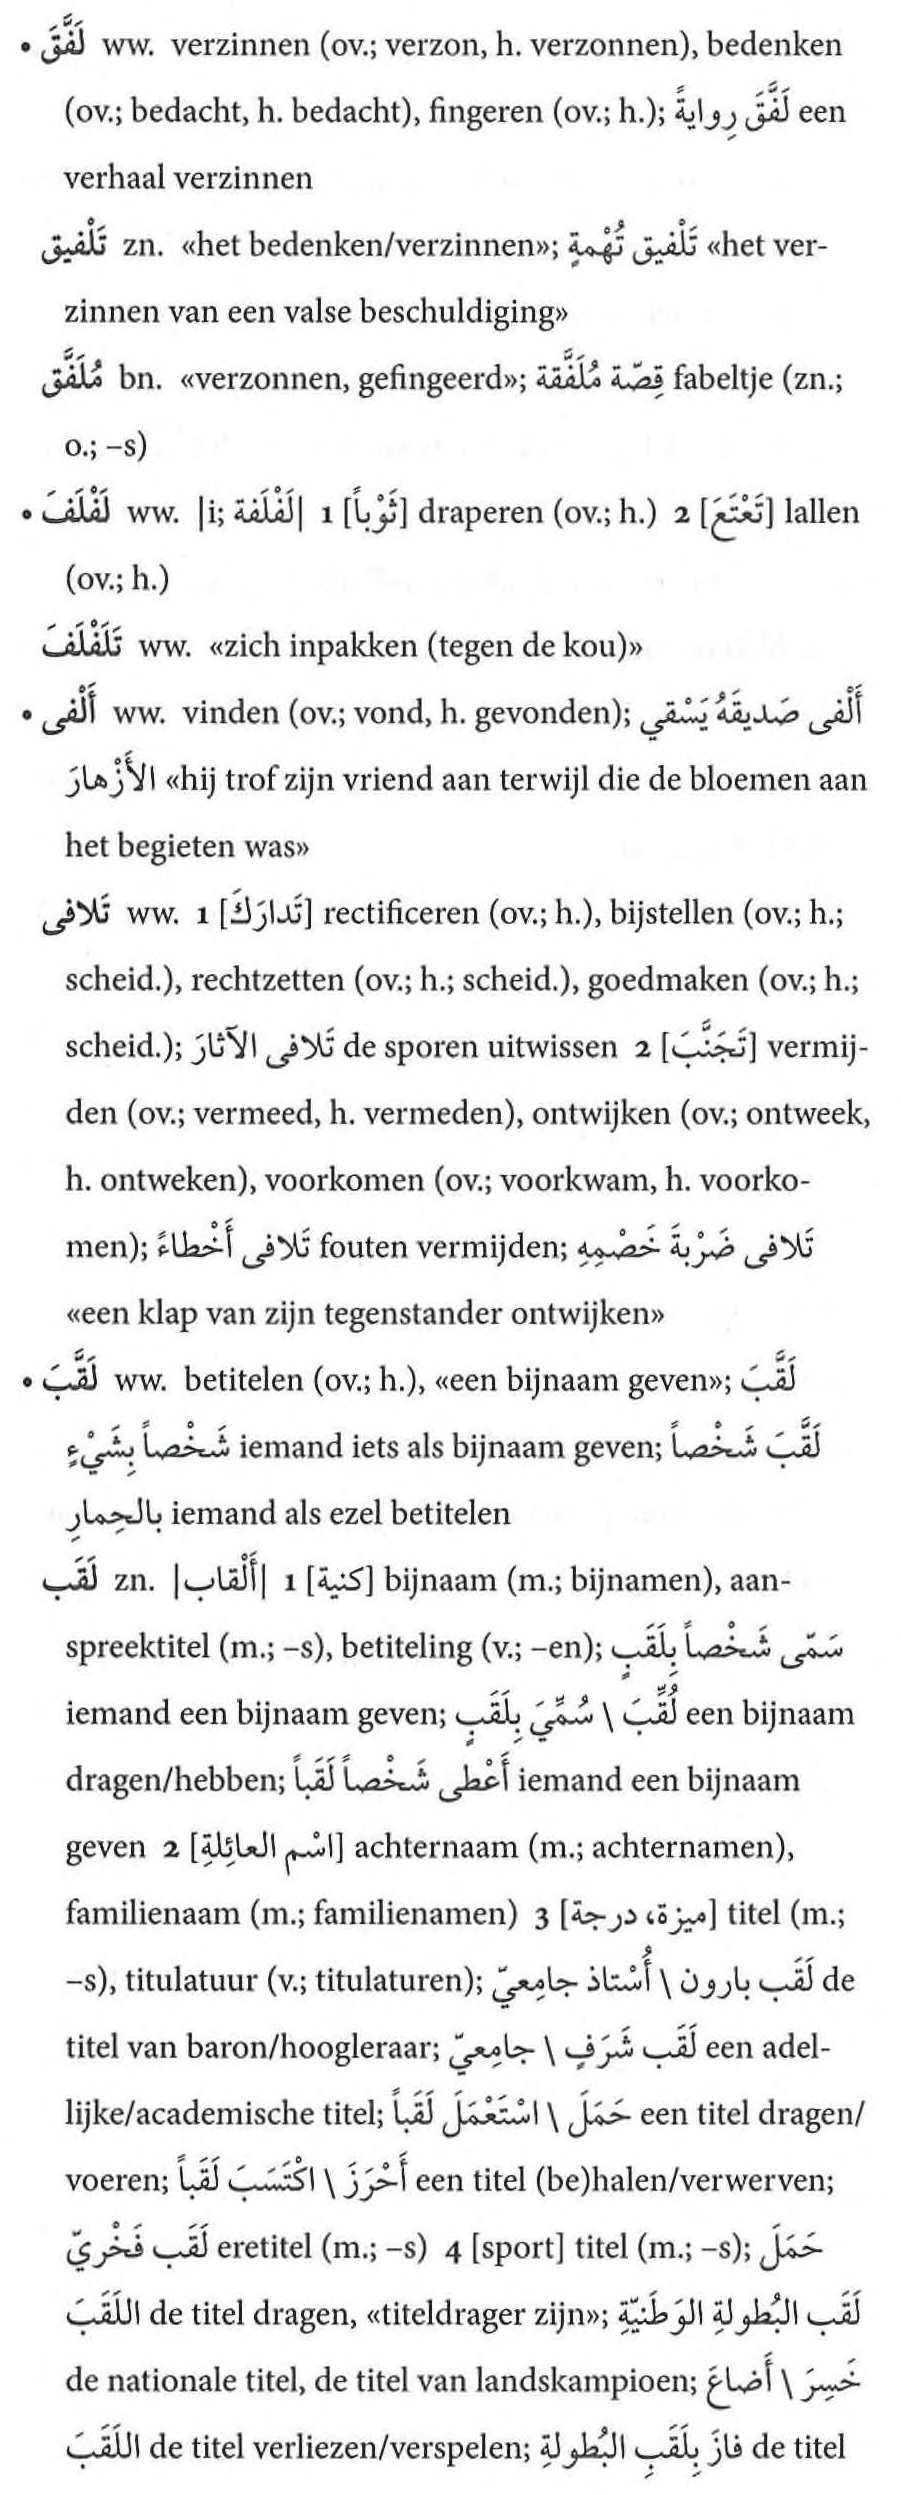 • لَفَّقَ ww. verzinnen (ov.; verzon, h. verzonnen), bedenken
(ov.; bedacht, h. bedacht), fingeren (ov.; h.); لَفَّقَ رِوايةً een
verhaal verzinnen
تَلْفيق zn. «het bedenken/verzinnen»; تَلْفيق تُهْمةٍ «het ver-
zinnen van een valse beschuldiging»
مُلَفَّق bn. «verzonnen, gefingeerd»; قِصّة مُلَفَّقة fabeltje (zn.;
o.; –s)
• لَفْلَفَ ww. |i; لَفْلَفة| 1 [ثَوْباً] draperen (ov.; h.) 2 [تَعْتَعَ] lallen
(ov.; h.)
تَلَفْلَفَ ww. «zich inpakken (tegen de kou)»
• أَلْفى ww. vinden (ov.; vond, h. gevonden); أَلْفى صَديقَهُ يَسْقي
الأَزْهارَ «hij trof zijn vriend aan terwijl die de bloemen aan
het begieten was»
تَلافى ww. 1 [تَدارَكَ] rectificeren (ov.; h.), bijstellen (ov.; h.;
scheid.), rechtzetten (ov.; h.; scheid.), goedmaken (ov.; h.;
scheid.); تَلافى الآثارَ de sporen uitwissen 2 [تَجَنَّبَ] vermij-
den (ov.; vermeed, h. vermeden), ontwijken (ov.; ontweek,
h. ontweken), voorkomen (ov.; voorkwam, h. voorko-
men); تَلافى أَخْطاءً fouten vermijden; تَلافى ضَرْبةَ خَصْمِهِ
«een klap van zijn tegenstander ontwijken»
• لَقَّبَ ww. betitelen (ov.; h.), «een bijnaam geven»; لَقَّبَ
شَخْصاً بِشَيْءٍ iemand iets als bijnaam geven; لَقَّبَ شَخْصاً
بالحِمارِ iemand als ezel betitelen
لَقَب zn. |أَلْقاب| 1 [كنية] bijnaam (m.; bijnamen), aan-
spreektitel (m.; –s), betiteling (v.; –en); سَمّى شَخْصاً بِلَقَبٍ
iemand een bijnaam geven; لُقِّبَ \ سُمِّيَ بِلَقَبٍ een bijnaam
dragen/hebben; أَعْطى شَخْصاً لَقَباً iemand een bijnaam
geven 2 [اسْم العائِلةِ] achternaam (m.; achternamen),
familienaam (m.; familienamen) 3 [ميزة، درجة] titel (m.;
–s), titulatuur (v.; titulaturen); لَقَب بارون \ أُسْتاذ جامعيّ de
titel van baron/hoogleraar; لَقَب شَرَفٍ \ جامعيّ een adel-
lijke/academische titel; حَمَلَ \ اسْتَعْمَلَ لَقَباً een titel dragen/
voeren; أَحْرَزَ \ اكْتَسَبَ لَقَباً een titel (be)halen/verwerven;
لَقَب فَخْريّ eretitel (m.; –s) 4 [sport] titel (m.; –s); حَمَلَ
اللَقَبَ de titel dragen, «titeldrager zijn»; لَقَب البُطولةِ الوَطَنيّةِ
de nationale titel, de titel van landskampioen; خَسِرَ \ أَضاعَ
اللَقَبَ de titel verliezen/verspelen; فازَ بِلَقَبِ البُطولةِ de titel